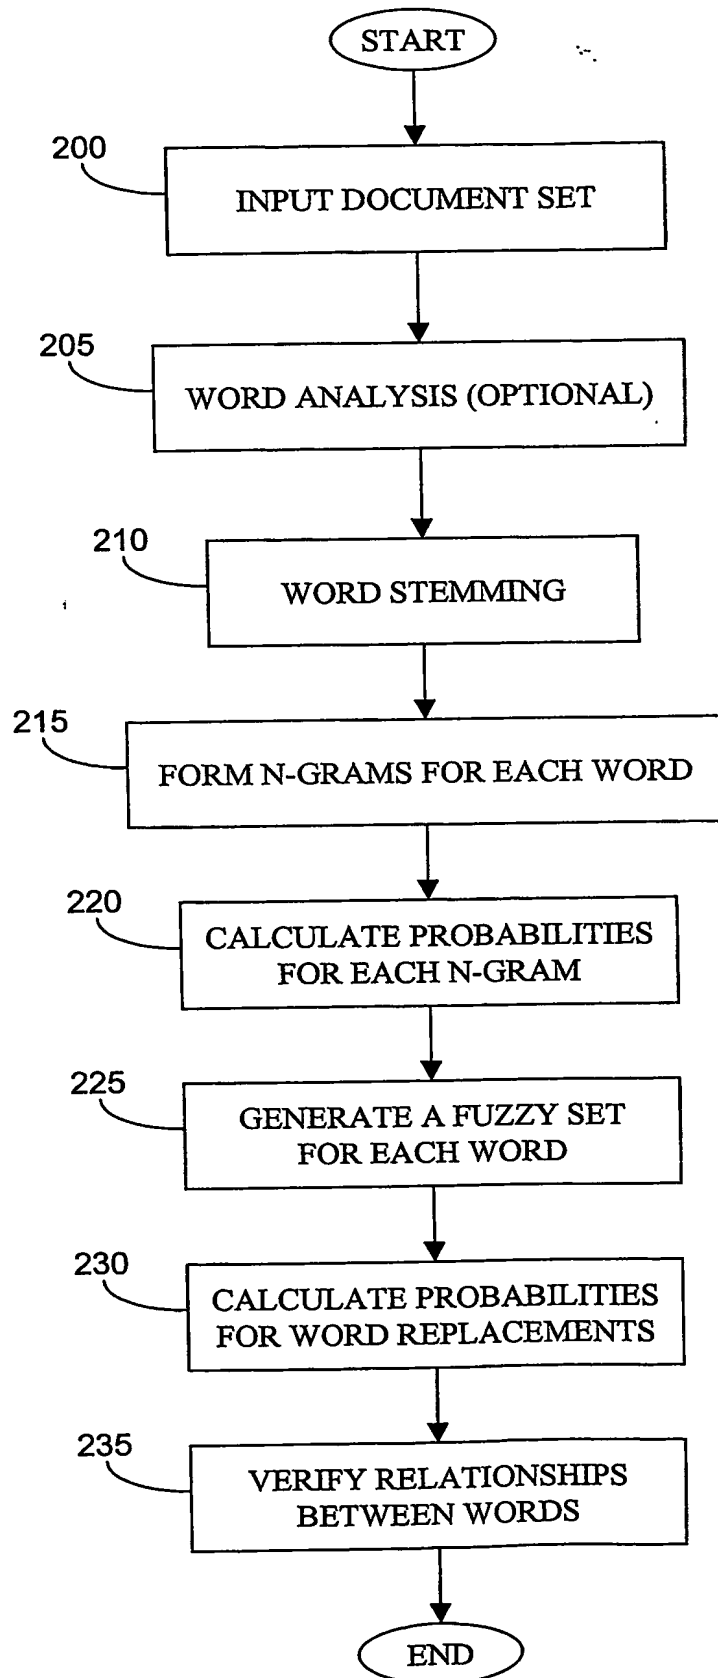 START
200
INPUT DOCUMENT SET
205
WORD ANALYSIS (OPTIONAL)
210
WORD STEMMING
215
FORM N-GRAMS FOR EACH WORD
220
CALCULATE PROBABILITIES
FOR EACH N-GRAM
225
GENERATE A FUZZY SET
FOR EACH WORD
230
CALCULATE PROBABILITIES
FOR WORD REPLACEMENTS
235
VERIFY RELATIONSHIPS
BETWEEN WORDS
END